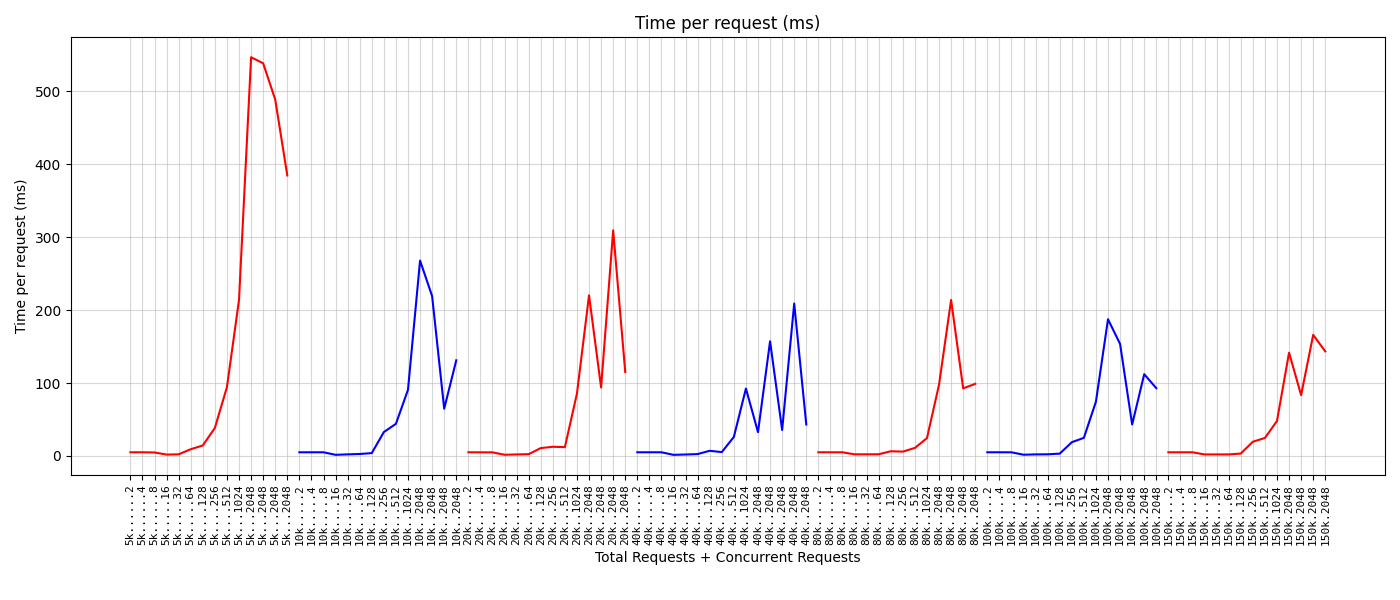 Time per request (ms)
Time per request (ms)
500
400
300
200
100
0
5k......2
5k......4
5k......8
5k.....16
5k.....32
5k.....64
5k....128
5k....256
5k....512
5k...1024
5k...2048
5k...2048
5k...2048
5k...2048
10k.....2
10k.....4
10k.....8
10k....16
10k....32
10k....64
10k...128
10k...256
10k...512
10k..1024
10k..2048
10k..2048
10k..2048
10k..2048
20k.....2
20k.....4
20k.....8
20k....16
20k....32
20k....64
20k...128
20k...256
20k...512
20k..1024
20k..2048
20k..2048
20k..2048
20k..2048
40k.....2
40k.....4
40k.....8
40k....16
40k....32
40k....64
40k...128
40k...256
40k...512
40k..1024
40k..2048
40k..2048
40k..2048
40k..2048
40k..2048
80k.....2
80k.....4
80k.....8
80k....16
80k....32
80k....64
80k...128
80k...256
80k...512
80k..1024
80k..2048
80k..2048
80k..2048
80k..2048
100k....2
100k....4
100k....8
100k...16
100k...32
100k...64
100k..128
100k..256
100k..512
100k.1024
100k.2048
100k.2048
100k.2048
100k.2048
100k.2048
150k....2
150k....4
150k....8
150k...16
150k...32
150k...64
150k..128
150k..256
150k..512
150k.1024
150k.2048
150k.2048
150k.2048
150k.2048
Total Requests + Concurrent Requests